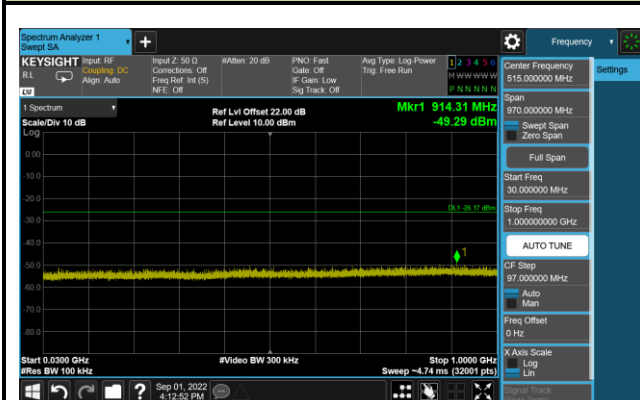 Spectrum Analyzer 1
Swept SA
+
Frequency
KEYSIGHT
RL
LXI
Input: RF
Coupling: DC
Align: Auto
Input Z: 50 Ω
Corrections: Off
Freq Ref: Int (S)
NFE: Off
#Atten: 20 dB
PNO: Fast
Gate: Off
IF Gain: Low
Sig Track: Off
Avg Type: Log-Power
Trig: Free Run
1 2 3 4 5 6
M W W W W W
P N N N N N
1 Spectrum
Scale/Div 10 dB
Ref Lvl Offset 22.00 dB
Ref Level 10.00 dBm
Mkr1 914.31 MHz
-49.29 dBm
Log
0.00
-10.0
-20.0
-30.0
-40.0
-50.0
-60.0
-70.0
-80.0
DL1 -26.17 dBm
1
Start 0.0300 GHz
#Res BW 100 kHz
#Video BW 300 kHz
Stop 1.0000 GHz
Sweep ~4.74 ms (32001 pts)
Sep 01, 2022
4:12:52 PM
?
Center Frequency
515.000000 MHz
Settings
Span
970.000000 MHz
Swept Span
Zero Span
Full Span
Start Freq
30.000000 MHz
Stop Freq
1.000000000 GHz
AUTO TUNE
CF Step
97.000000 MHz
Auto
Man
Freq Offset
0 Hz
X Axis Scale
Log
Lin
Signal Track